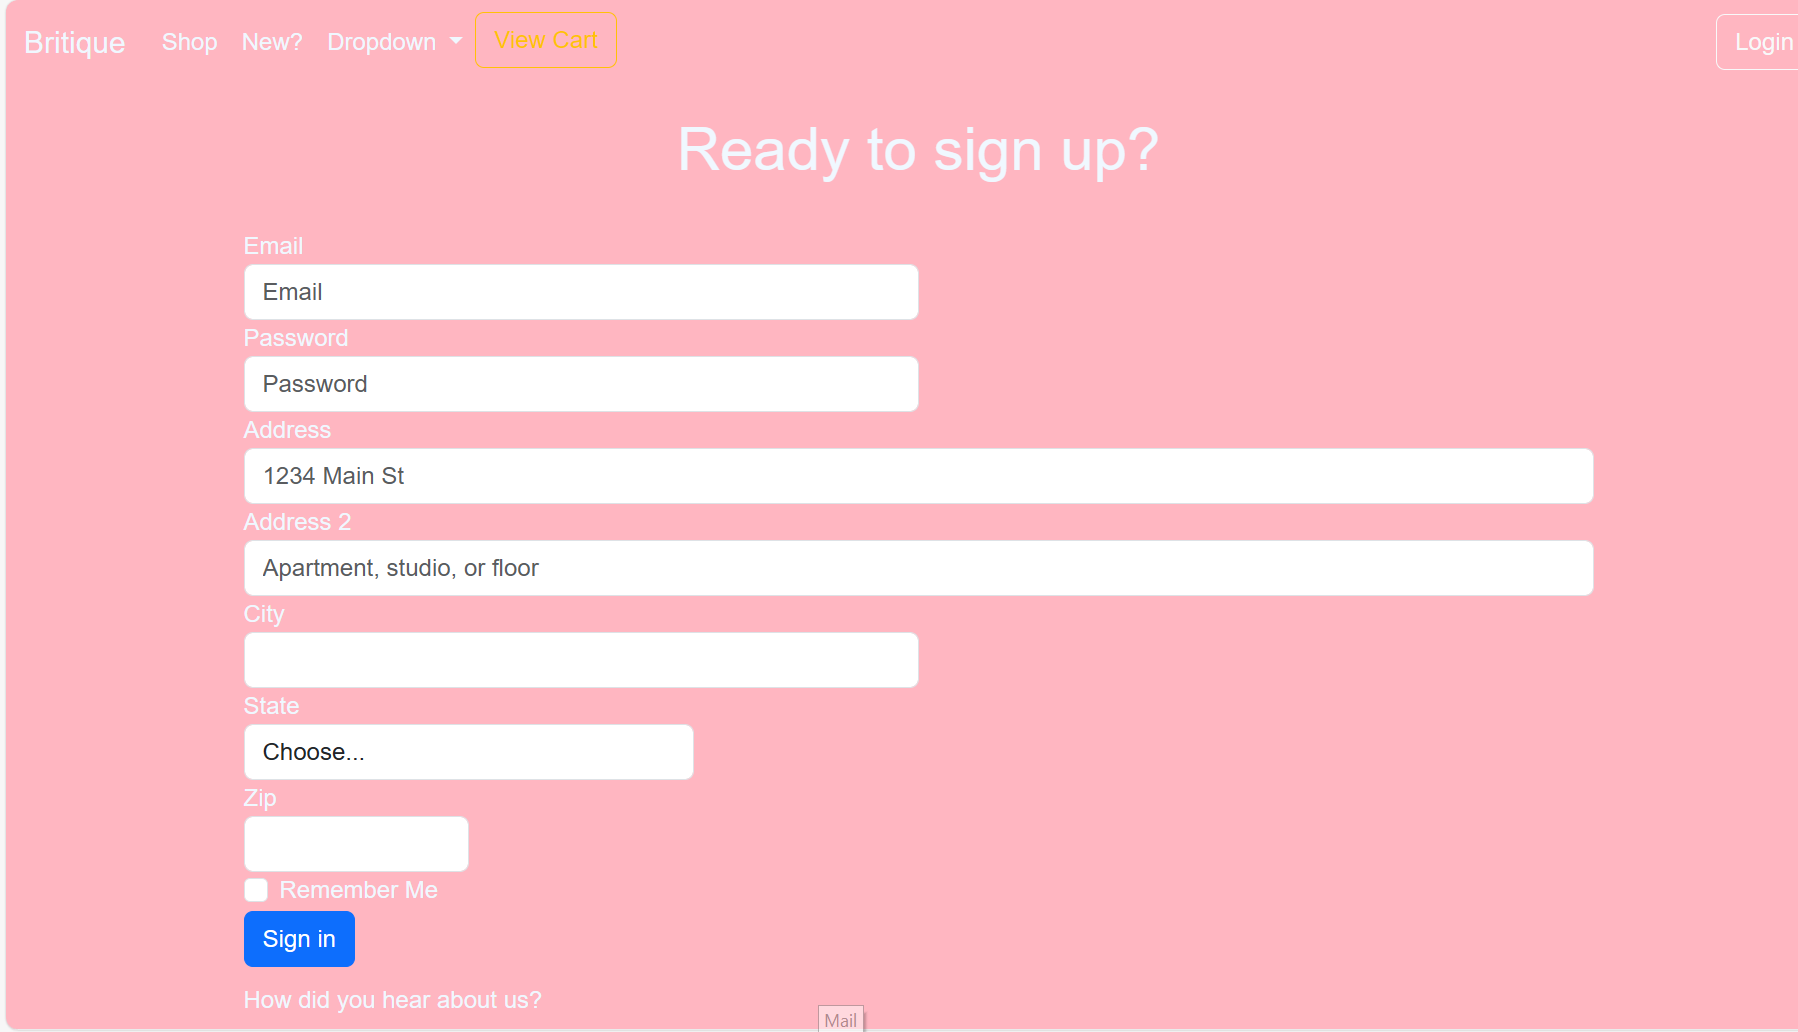 Britique Shop New? Dropdown View Cart Login
Ready to sign up?
Email
Email
Password
Password
Address
1234 Main St
Address 2
Apartment, studio, or floor
City
State
Choose...
Zip
Remember Me
Sign in
How did you hear about us?
Mail